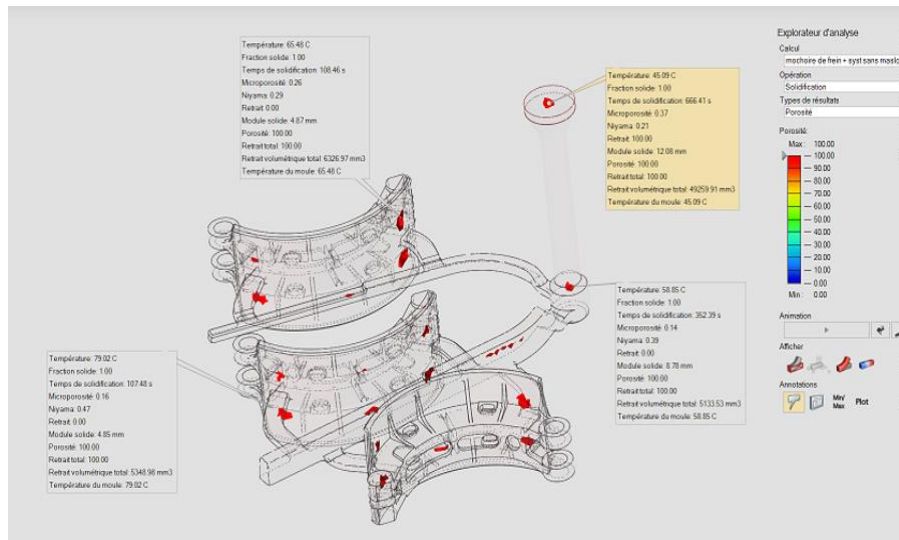 Température: 65.48 C
Fraction solide: 1.00
Temps de solidification: 108.46 s
Microporosité: 0.26
Niyama: 0.29
Retrait: 0.00
Module solide: 4.87 mm
Porosité: 100.00
Retrait total: 100.00
Retrait volumétrique total: 6326.97 mm3
Température du moule: 65.48 C
Température: 45.09 C
Fraction solide: 1.00
Temps de solidification: 666.41 s
Microporosité: 0.37
Niyama: 0.21
Retrait: 100.00
Module solide: 12.08 mm
Porosité: 100.00
Retrait total: 100.00
Retrait volumétrique total: 49259.91 mm3
Température du moule: 45.09 C
Température: 58.85 C
Fraction solide: 1.00
Temps de solidification: 352.39 s
Microporosité: 0.14
Niyama: 0.39
Retrait: 0.00
Module solide: 8.78 mm
Porosité: 100.00
Retrait total: 100.00
Retrait volumétrique total: 5133.53 mm3
Température du moule: 58.85 C
Température: 79.02 C
Fraction solide: 1.00
Temps de solidification: 107.48 s
Microporosité: 0.16
Niyama: 0.47
Retrait: 0.00
Module solide: 4.85 mm
Porosité: 100.00
Retrait total: 100.00
Retrait volumétrique total: 5348.98 mm3
Température du moule: 79.02 C
Explorateur d'analyse
Calcul
mochoire de frein + syst sans maslo
Opération
Solidification
Types de résultats
Porosité
Porosité:
Max : 100.00
100.00
90.00
80.00
70.00
60.00
50.00
40.00
30.00
20.00
10.00
0.00
Min : 0.00
Animation
Afficher
Annotations
Min/
Max
Plot